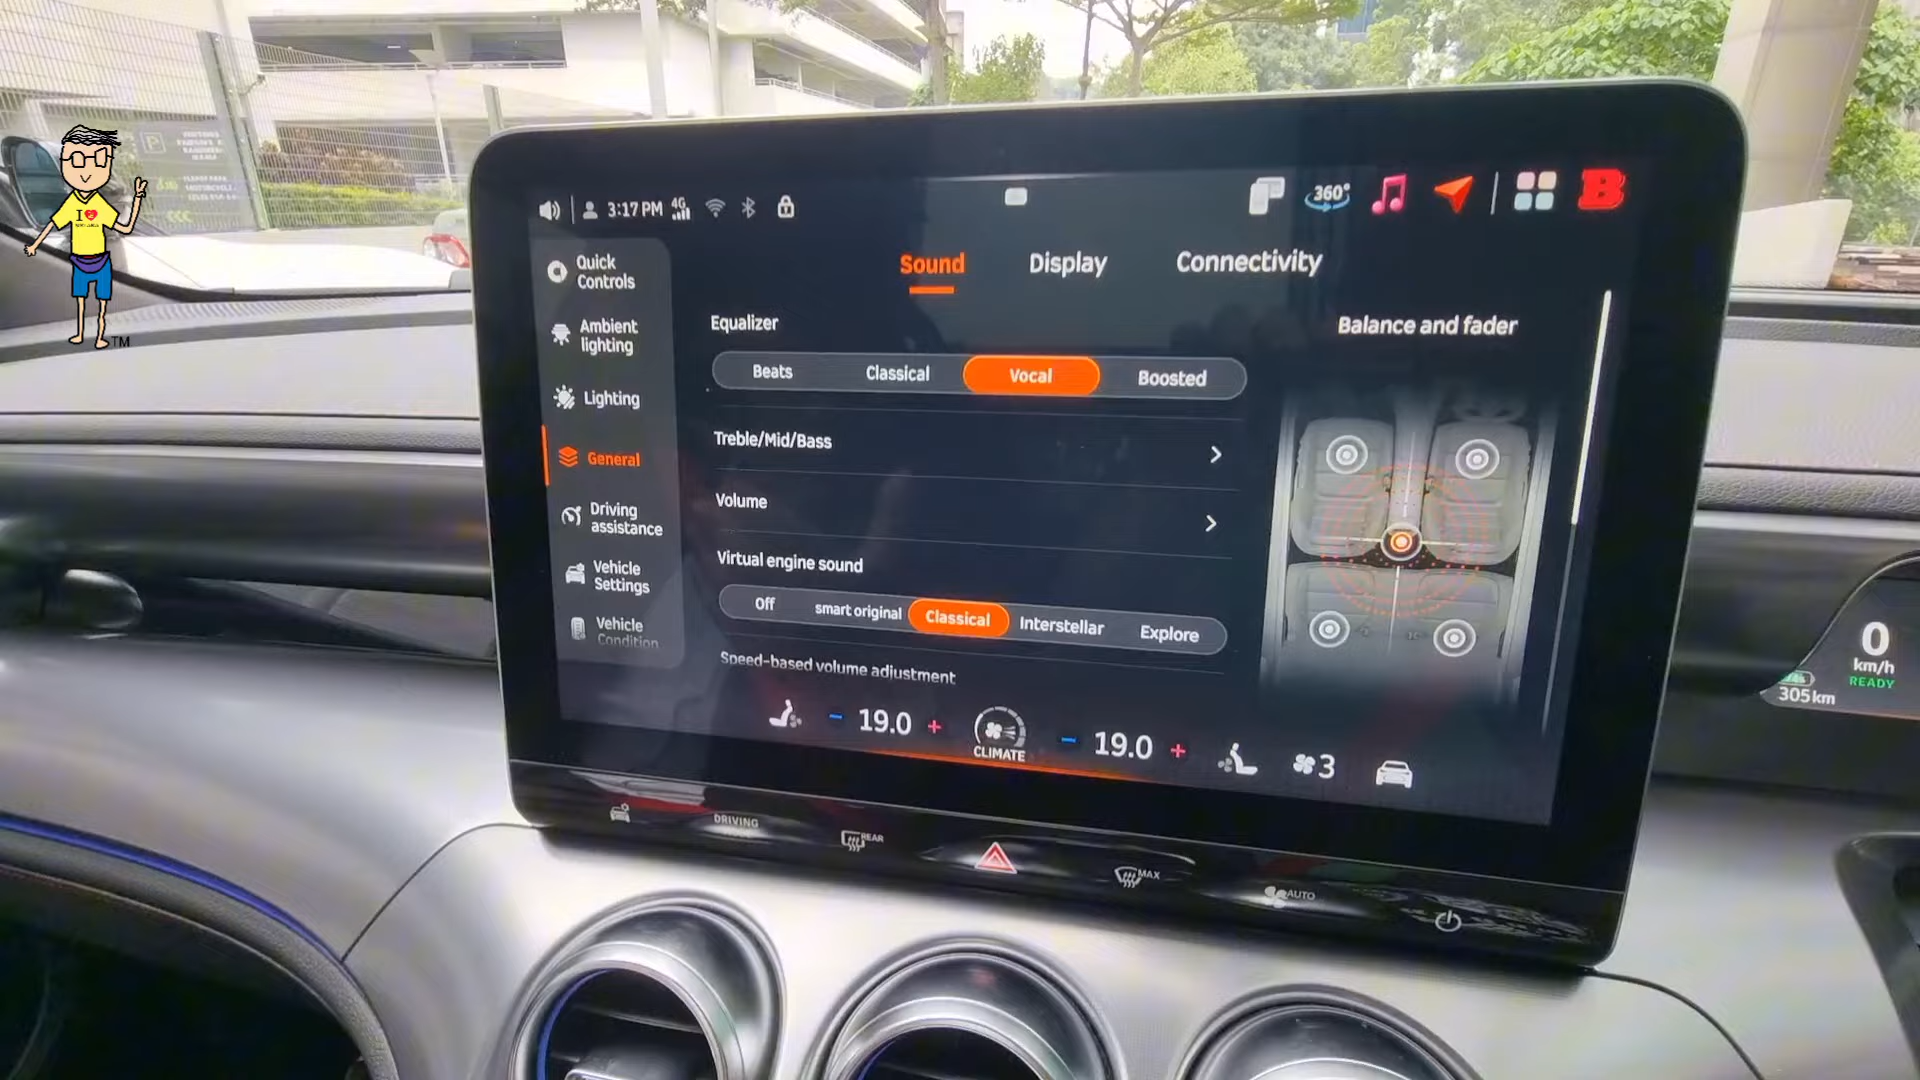 3:17 PM 4G
360°
B
Quick
Controls
Ambient
lighting
Lighting
General
Driving
assistance
Vehicle
Settings
Vehicle
Condition
Sound Display Connectivity
Equalizer
Beats Classical Vocal Boosted
Treble/Mid/Bass
Volume
Virtual engine sound
Off smart original Classical Interstellar Explore
Speed-based volume adjustment
Balance and fader
- 19.0 +
CLIMATE
- 19.0 +
3
DRIVING
REAR
MAX
AUTO
0
km/h
READY
305 km
I
TM
P